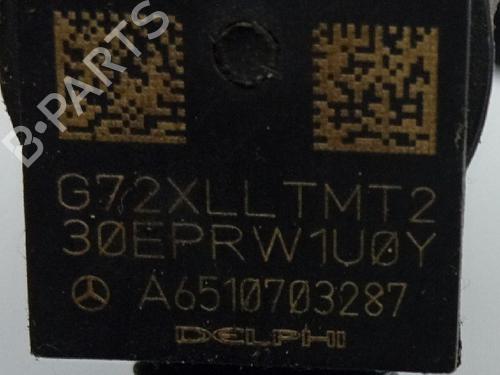 B-PARTS
G72XLLTMT2
30EPRW1U0Y
A6510703287
DELPHI